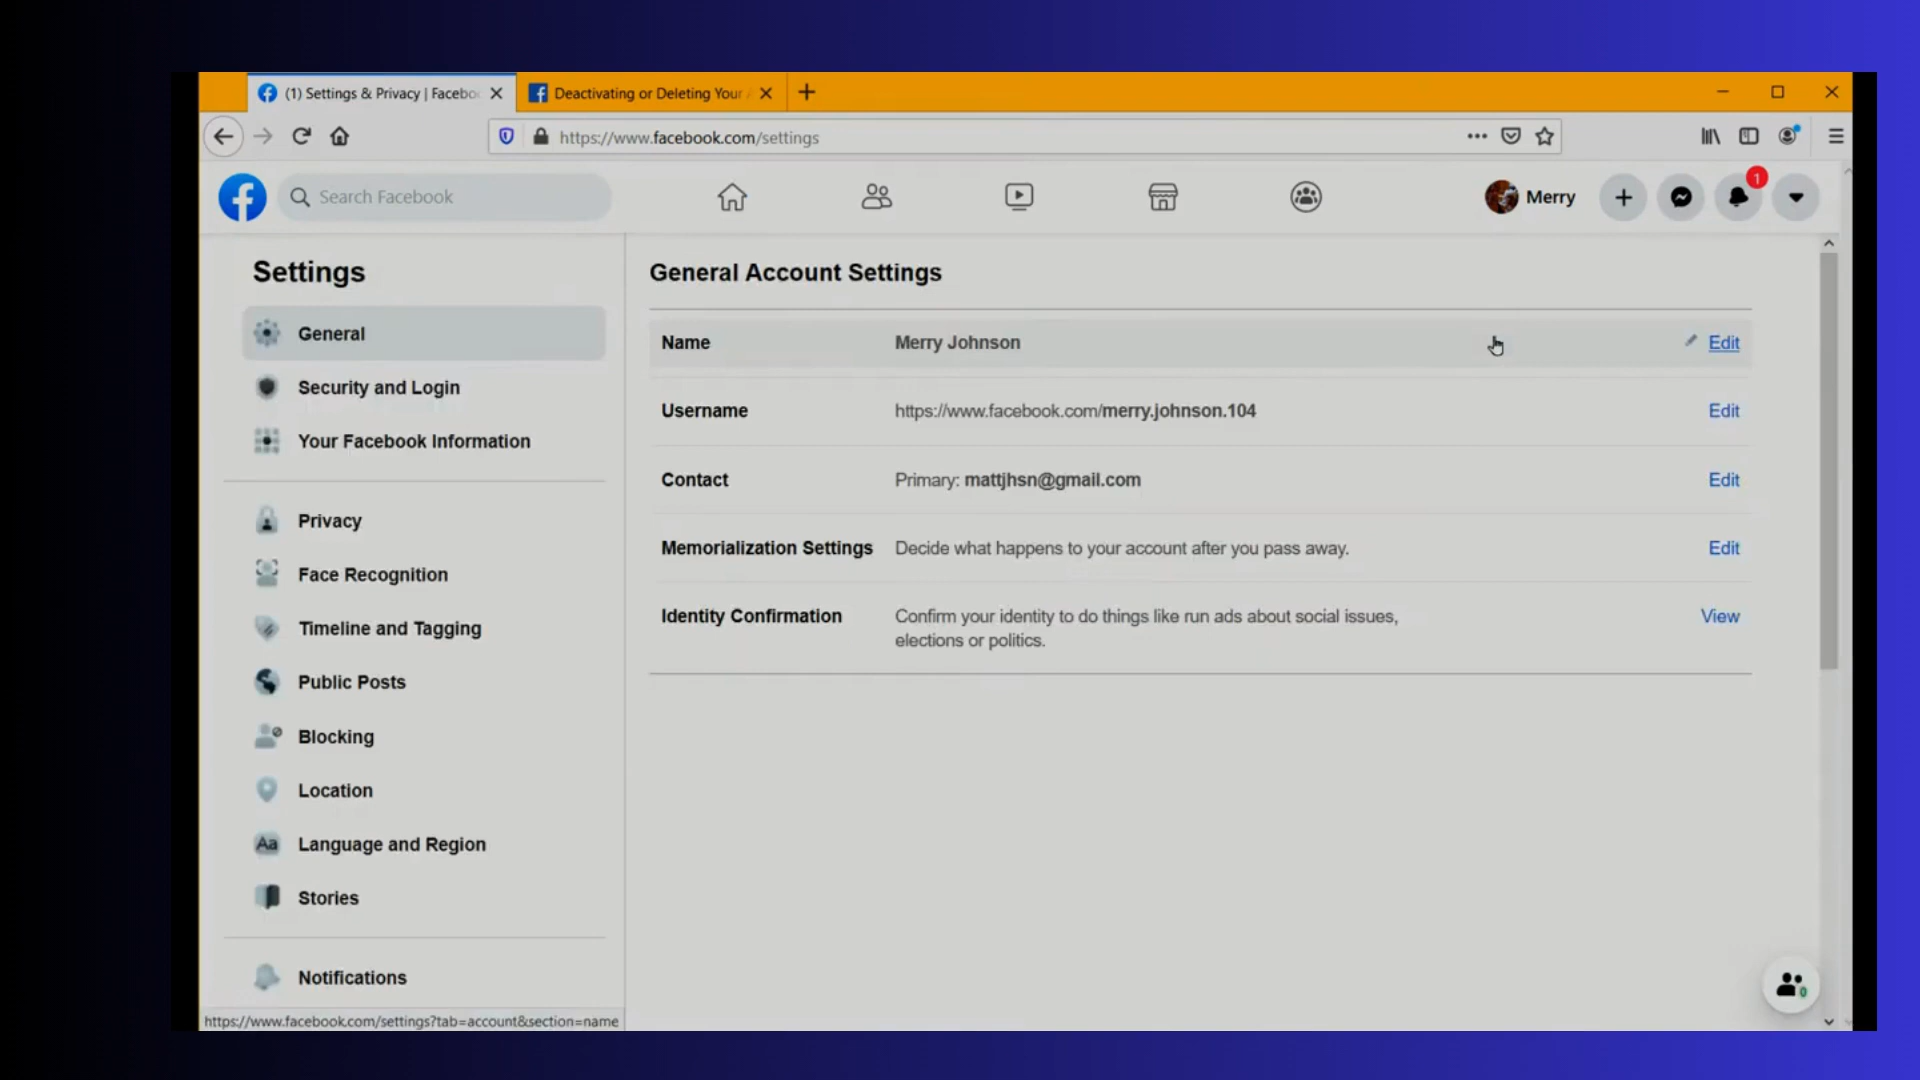 (1) Settings & Privacy | Facebo
Deactivating or Deleting Your
https://www.facebook.com/settings
Search Facebook
Merry
1
Settings
General
Security and Login
Your Facebook Information
Privacy
Face Recognition
Timeline and Tagging
Public Posts
Blocking
Location
Aa Language and Region
Stories
Notifications
https://www.facebook.com/settings?tab=account&section=name
General Account Settings
Name Merry Johnson Edit
Username https://www.facebook.com/merry.johnson.104 Edit
Contact Primary: mattjhsn@gmail.com Edit
Memorialization Settings Decide what happens to your account after you pass away. Edit
Identity Confirmation Confirm your identity to do things like run ads about social issues, View
elections or politics.
0